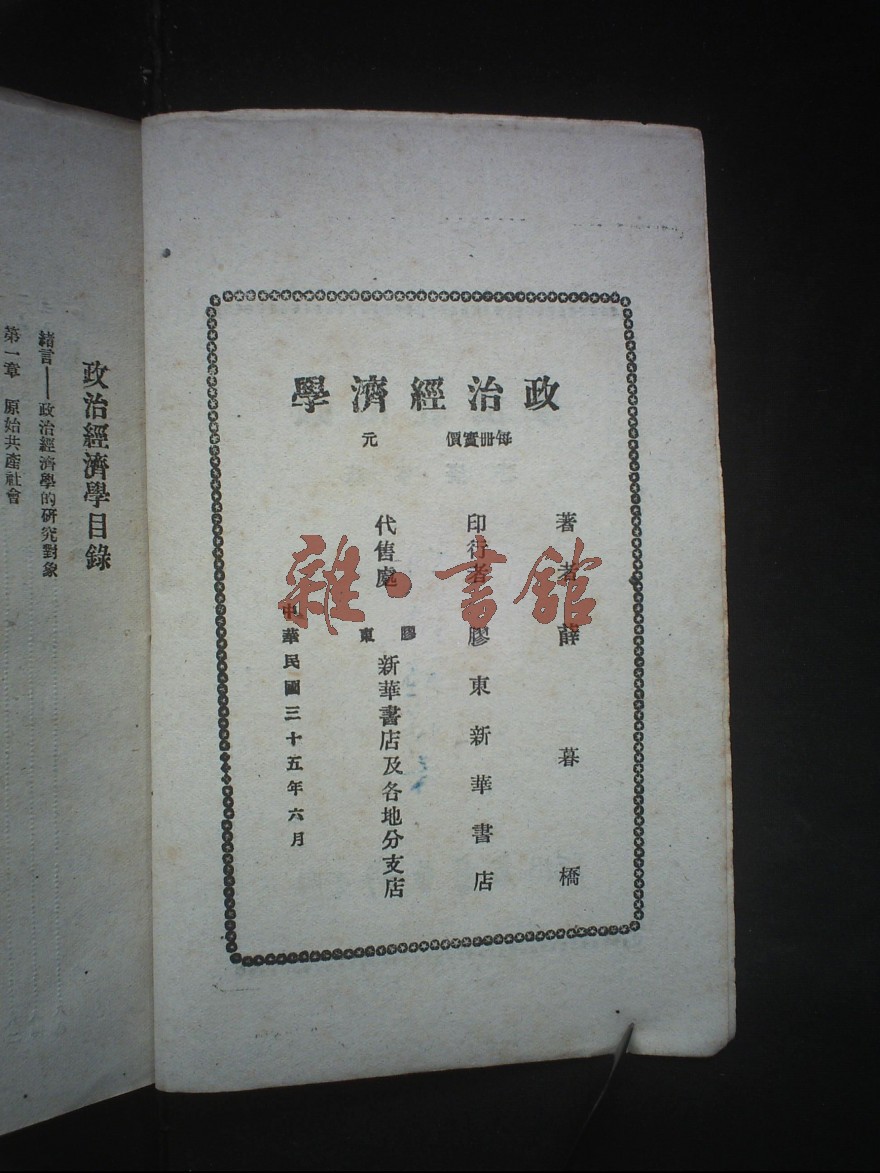 政治經濟學
每冊實價 元
著者 薛暮橋
印行者 膠東新華書店
代售處 膠東新華書店及各地分支店
中華民國三十五年六月
雜·書館
政治經濟學目錄
緒言——政治經濟學的研究對象
第一章 原始共產社會